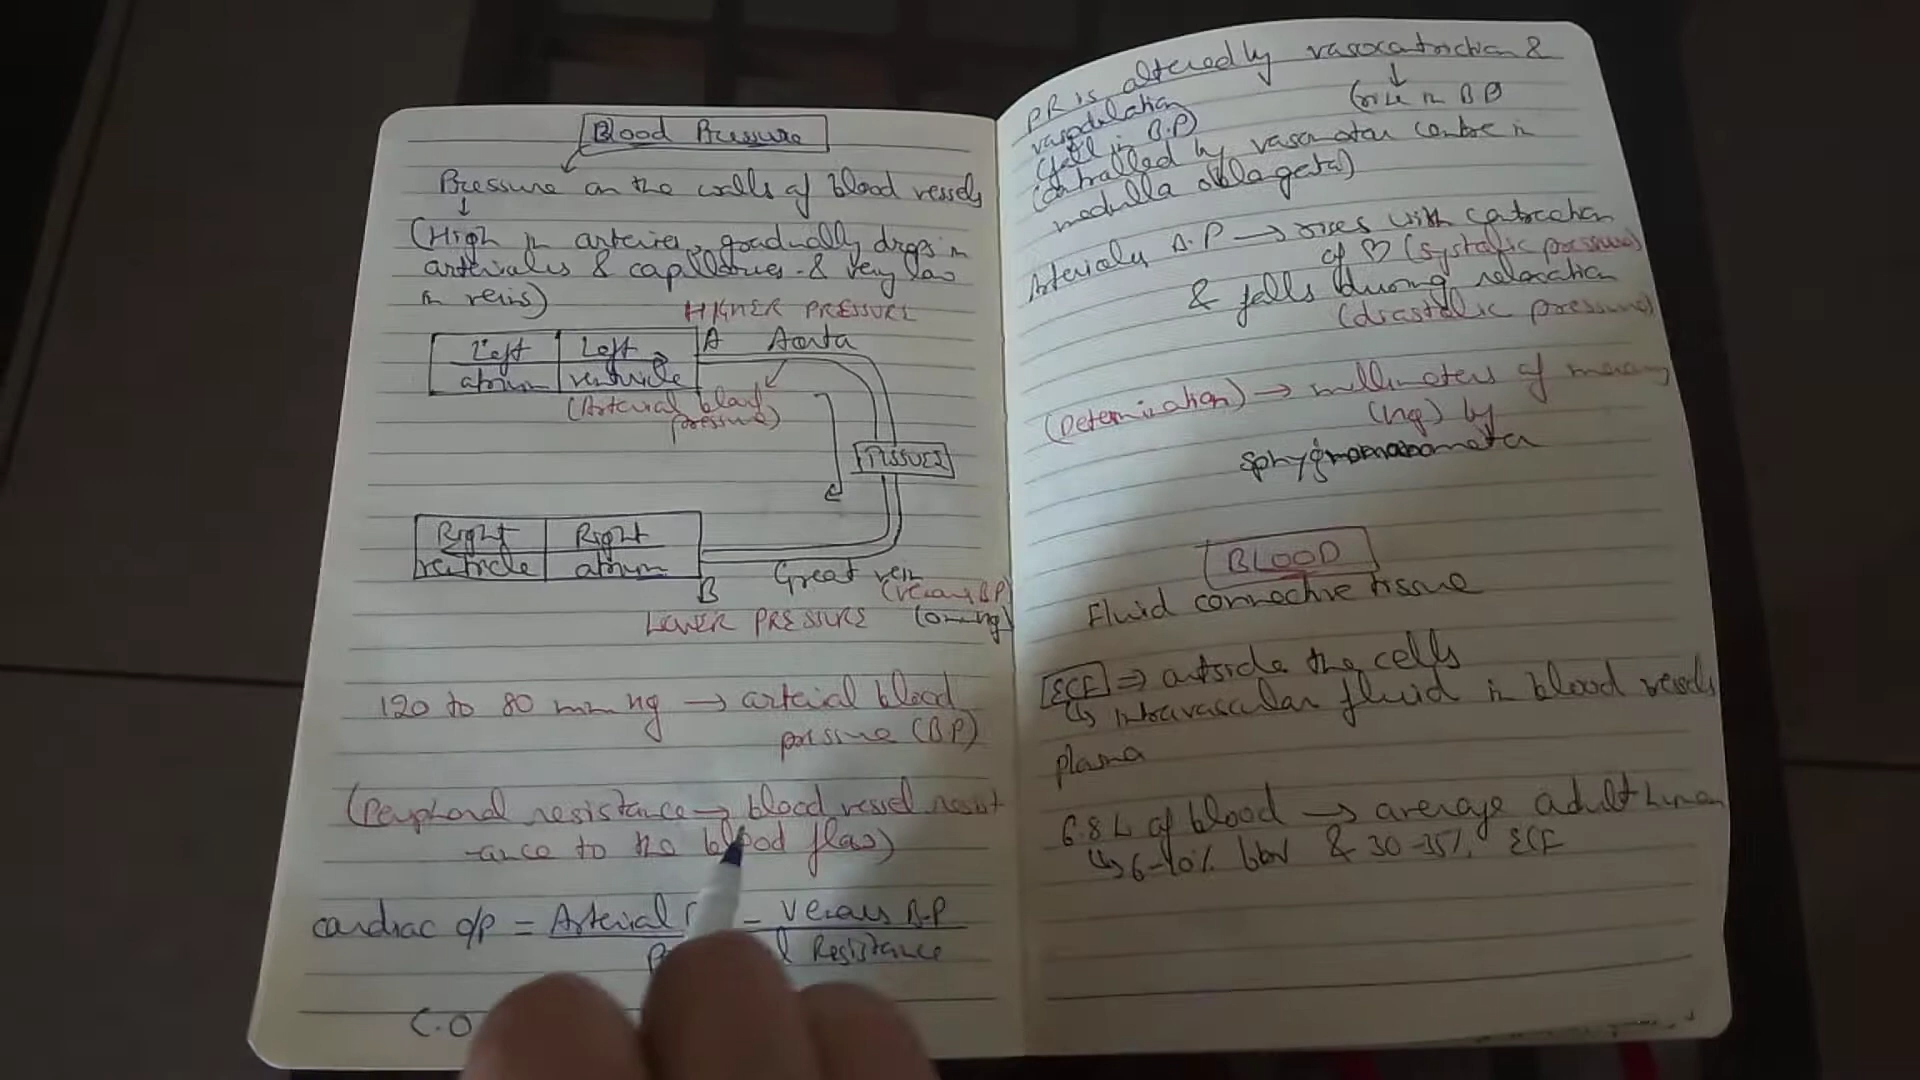 Blood Pressure
Pressure on the walls of blood vessels
(High in arteries, gradually drops in
arterioles & capillaries & very low
in veins)
HIGHER PRESSURE
Left Left A Aorta
atrium ventricle
(Arterial blood
pressure)
TISSUES
Right Right
ventricle atrium
B Great vein
(Venous BP)
LOWER PRESSURE (0mmHg)
120 to 80 mm Hg → arterial blood
pressure (B.P)
(Peripheral resistance → blood vessel resist
-ance to the blood flow)
cardiac o/p = Arterial - Venous B.P
Resistance
C.O
PR is altered by vasoconstriction &
(rise in BP)
vasodilation
(fall in B.P)
(controlled by vasomotor centre in
medulla oblongata)
Arterial B.P → rises with contraction
of ♡ (systolic pressure)
& falls during relaxation
(diastolic pressure)
(Determination) → millimeters of mercury
(Hg) by
BLOOD
Fluid connective tissue
ECF ⇒ outside the cells
↳ intravascular fluid in blood vessels
plasma
6.8 L of blood → average adult human
↳ 6-10% bbw & 30-35% ECF